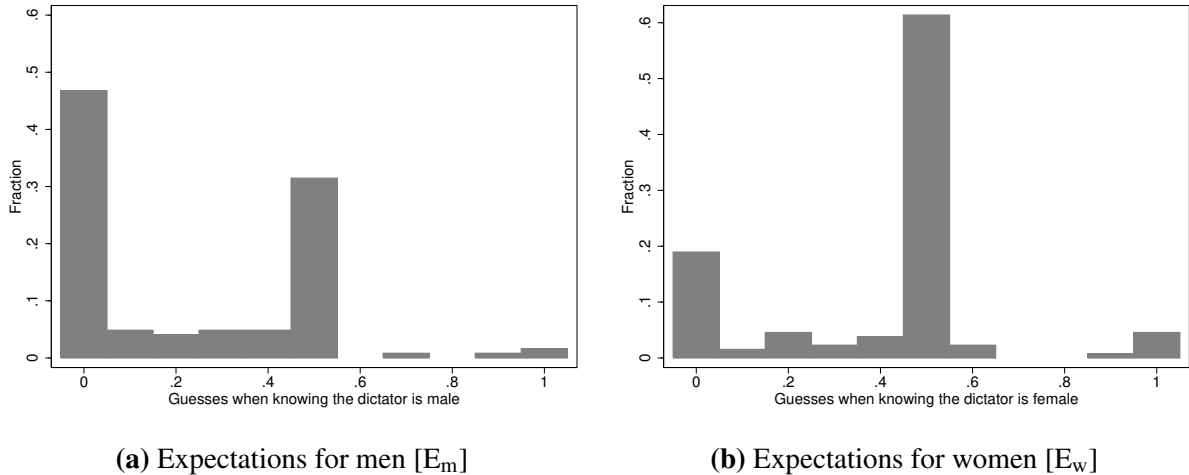 Fraction
0 .1 .2 .3 .4 .5 .6
0 .2 .4 .6 .8 1
Guesses when knowing the dictator is male
(a) Expectations for men [E_m]
Fraction
0 .1 .2 .3 .4 .5 .6
0 .2 .4 .6 .8 1
Guesses when knowing the dictator is female
(b) Expectations for women [E_w]